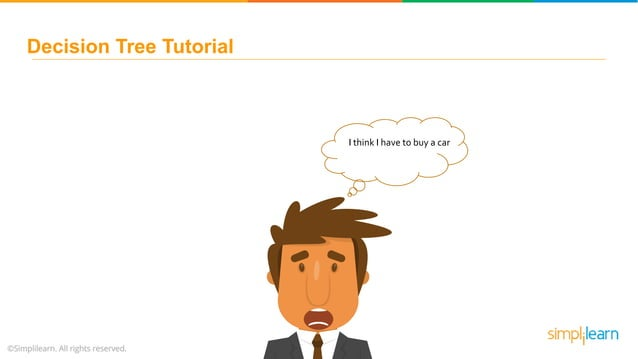 Decision Tree Tutorial
I think I have to buy a car
©Simplilearn. All rights reserved.
simplilearn